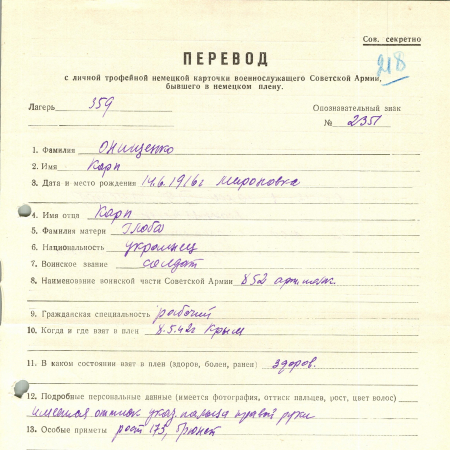 Сов. секретно
218
ПЕРЕВОД
с личной трофейной немецкой карточки военнослужащего Советской Армии,
бывшего в немецком плену.
Лагерь 359
Опознавательный знак
№ 2351
1. Фамилия Онищенко
2. Имя Карп
3. Дата и место рождения 14.6.1916г Мироновка
4. Имя отца Карп
5. Фамилия матери Глоба
6. Национальность украинец
7. Воинское звание солдат
8. Наименование воинской части Советской Армии 852 арт. полк.
9. Гражданская специальность рабочий
10. Когда и где взят в плен 8.5.42г Крым
11. В каком состоянии взят в плен (здоров, болен, ранен) здоров.
12. Подробные персональные данные (имеется фотография, оттиск пальцев, рост, цвет волос)
имеется оттиск указ. пальца правой руки
13. Особые приметы рост 175, брюнет